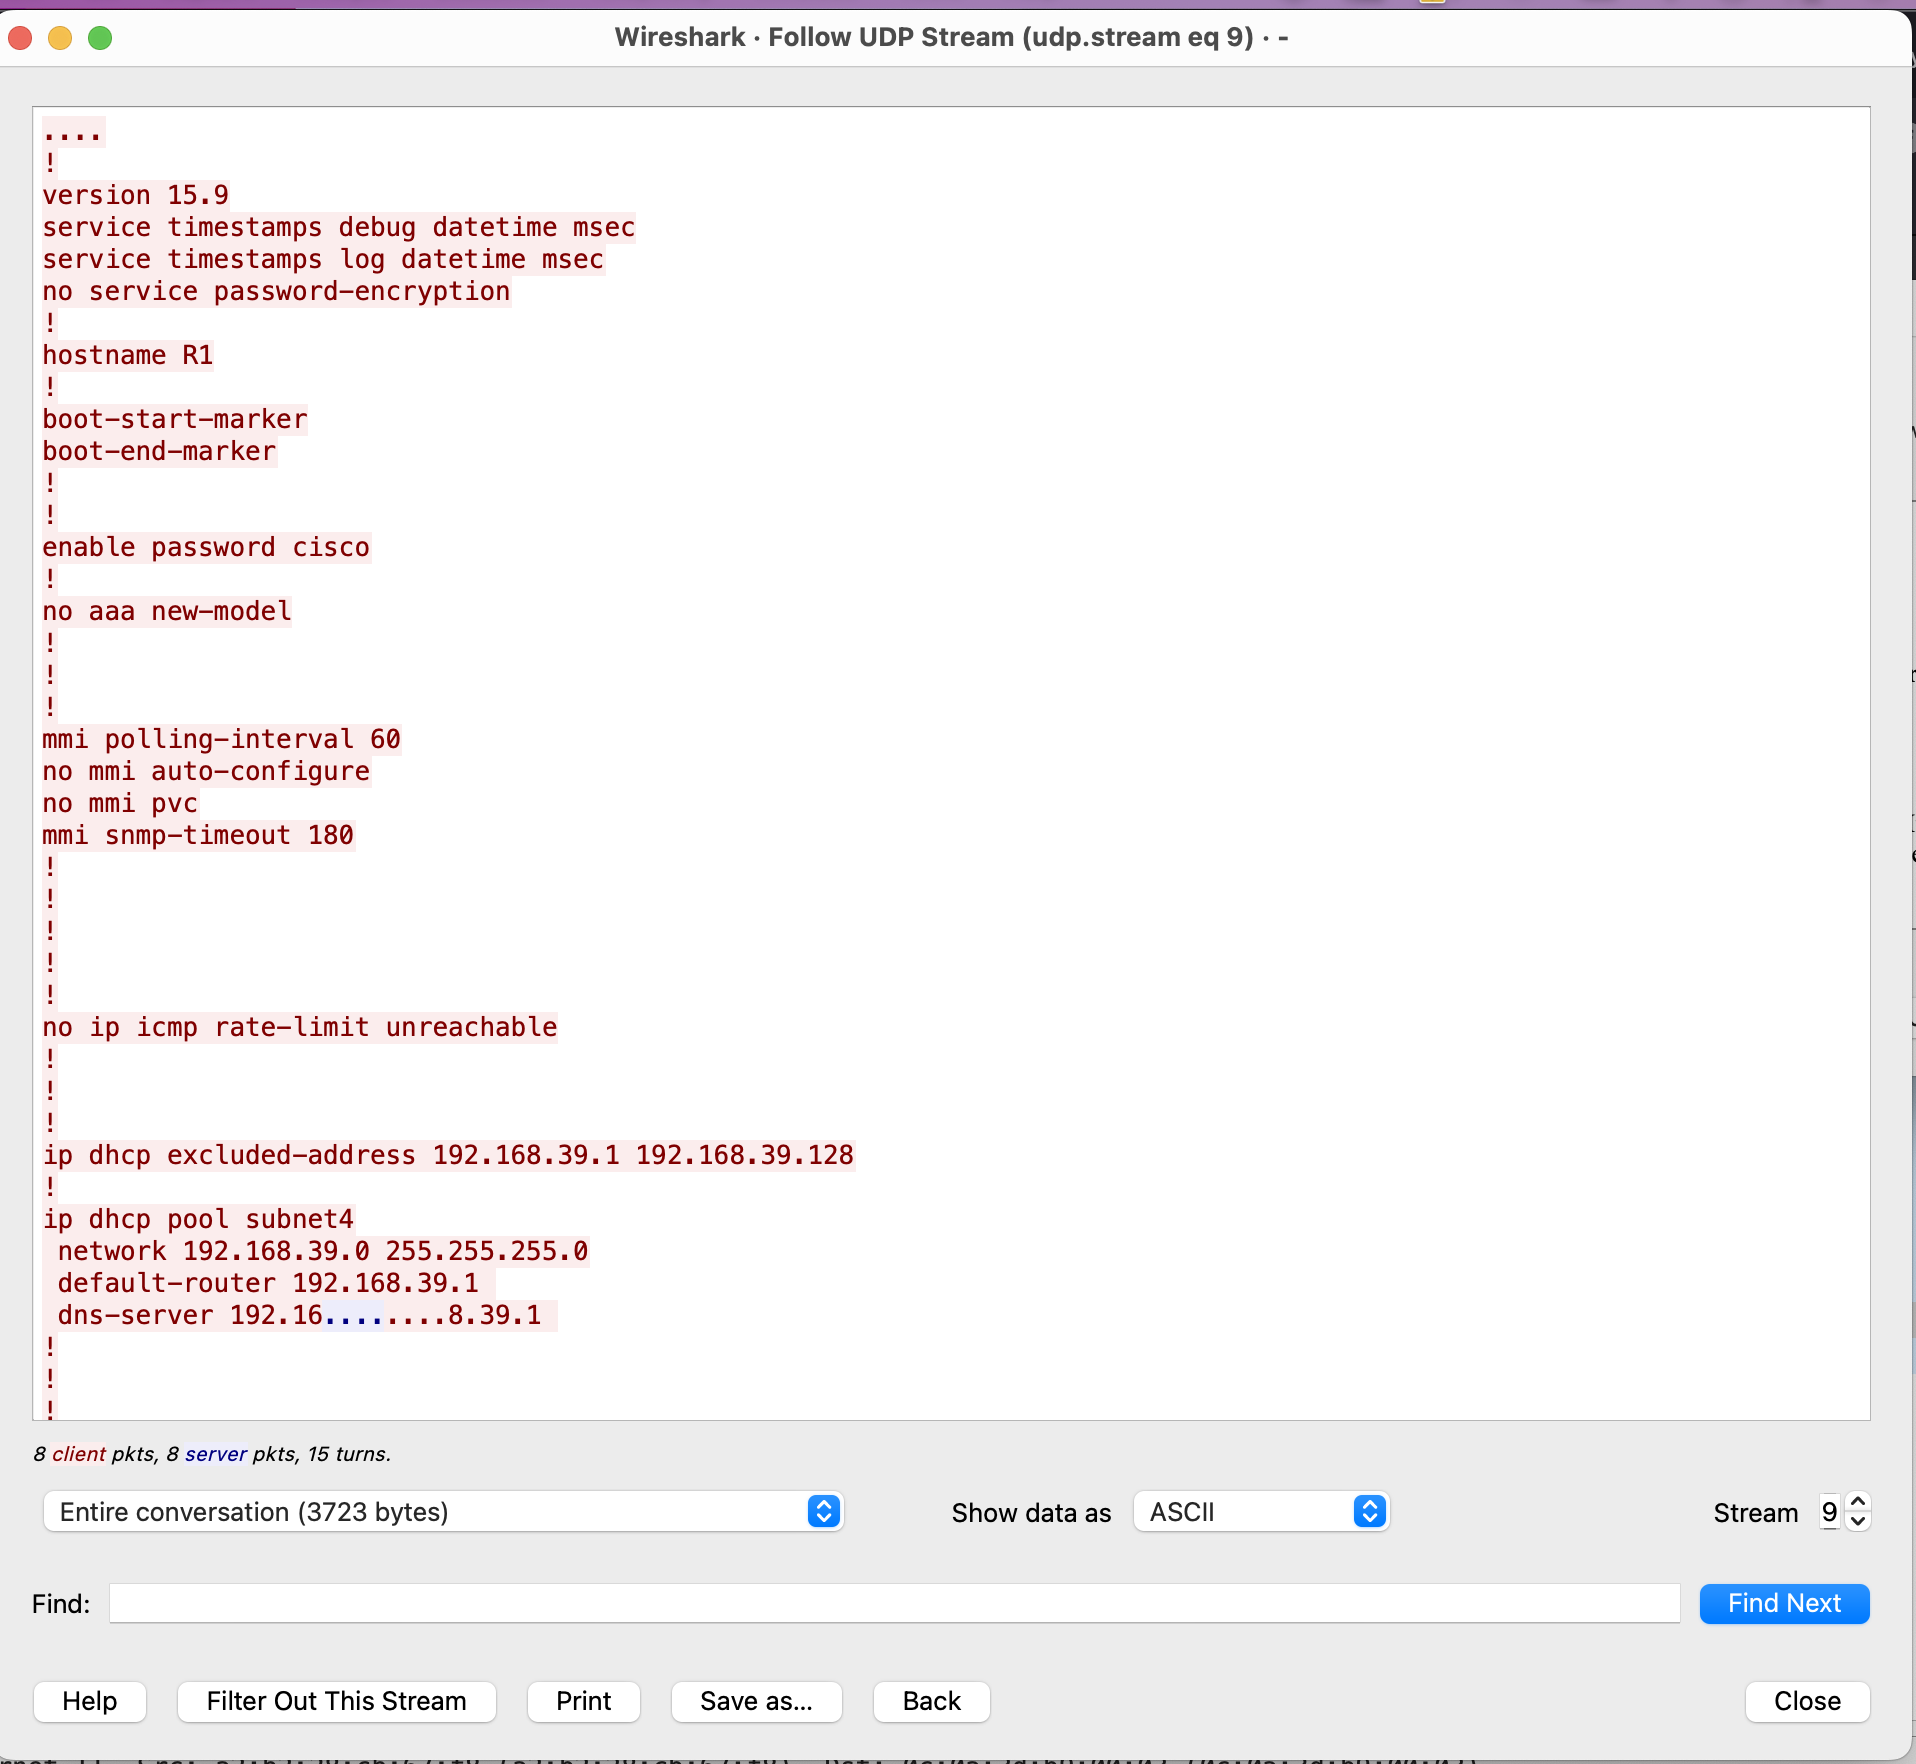 Wireshark · Follow UDP Stream (udp.stream eq 9) · -
....
!
version 15.9
service timestamps debug datetime msec
service timestamps log datetime msec
no service password-encryption
!
hostname R1
!
boot-start-marker
boot-end-marker
!
!
enable password cisco
!
no aaa new-model
!
!
!
mmi polling-interval 60
no mmi auto-configure
no mmi pvc
mmi snmp-timeout 180
!
!
!
!
!
no ip icmp rate-limit unreachable
!
!
!
ip dhcp excluded-address 192.168.39.1 192.168.39.128
!
ip dhcp pool subnet4
 network 192.168.39.0 255.255.255.0
 default-router 192.168.39.1
 dns-server 192.16........8.39.1
!
!
!
8 client pkts, 8 server pkts, 15 turns.
Entire conversation (3723 bytes) Show data as ASCII Stream 9
Find: Find Next
Help Filter Out This Stream Print Save as... Back Close